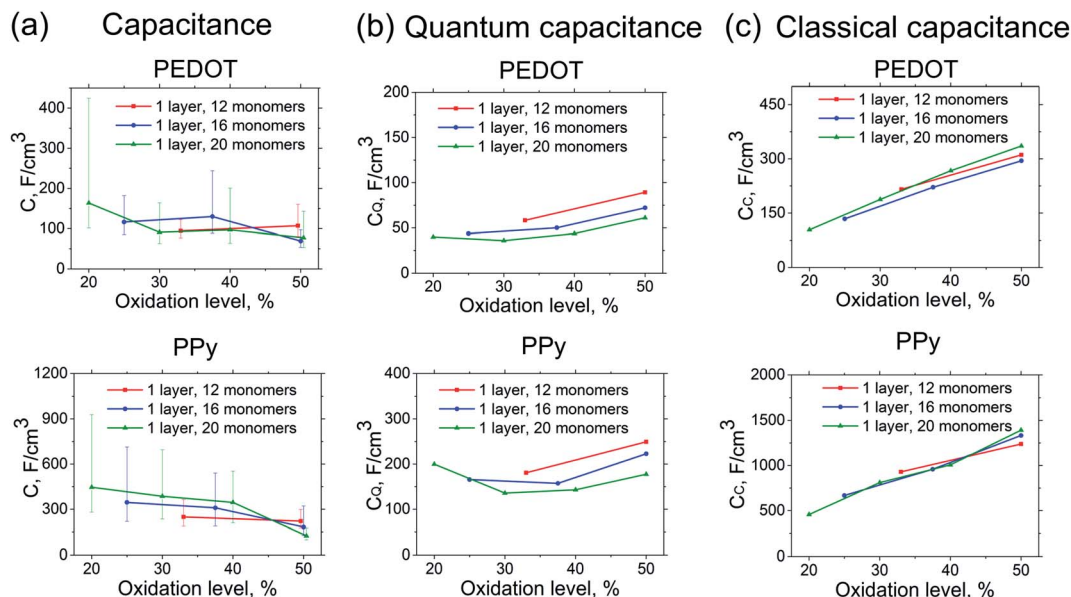 (a) Capacitance
PEDOT
C, F/cm³
400
300
200
100
0
1 layer, 12 monomers
1 layer, 16 monomers
1 layer, 20 monomers
20 30 40 50
Oxidation level, %
PPy
C, F/cm³
1200
900
600
300
0
1 layer, 12 monomers
1 layer, 16 monomers
1 layer, 20 monomers
20 30 40 50
Oxidation level, %
(b) Quantum capacitance
PEDOT
CQ, F/cm³
200
150
100
50
0
1 layer, 12 monomers
1 layer, 16 monomers
1 layer, 20 monomers
20 30 40 50
Oxidation level, %
PPy
CQ, F/cm³
400
300
200
100
0
1 layer, 12 monomers
1 layer, 16 monomers
1 layer, 20 monomers
20 30 40 50
Oxidation level, %
(c) Classical capacitance
PEDOT
CC, F/cm³
450
300
150
0
1 layer, 12 monomers
1 layer, 16 monomers
1 layer, 20 monomers
20 30 40 50
Oxidation level, %
PPy
CC, F/cm³
2000
1500
1000
500
0
1 layer, 12 monomers
1 layer, 16 monomers
1 layer, 20 monomers
20 30 40 50
Oxidation level, %